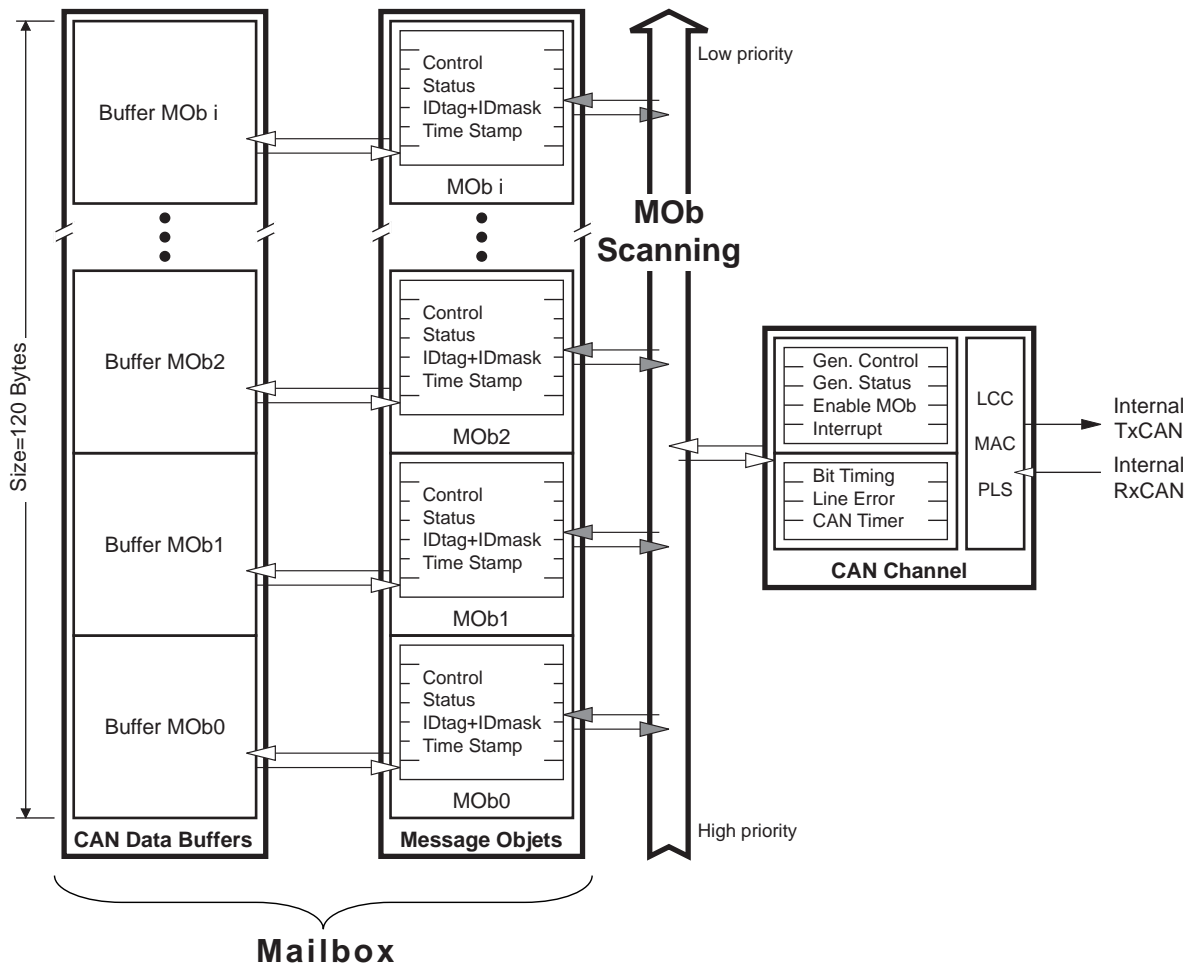 Size=120 Bytes
Buffer MOb i
Buffer MOb2
Buffer MOb1
Buffer MOb0
CAN Data Buffers
Control
Status
IDtag+IDmask
Time Stamp
MOb i
Control
Status
IDtag+IDmask
Time Stamp
MOb2
Control
Status
IDtag+IDmask
Time Stamp
MOb1
Control
Status
IDtag+IDmask
Time Stamp
MOb0
Message Objets
Mailbox
Low priority
MOb
Scanning
High priority
Gen. Control
Gen. Status
Enable MOb
Interrupt
Bit Timing
Line Error
CAN Timer
LCC
MAC
PLS
CAN Channel
Internal
TxCAN
Internal
RxCAN